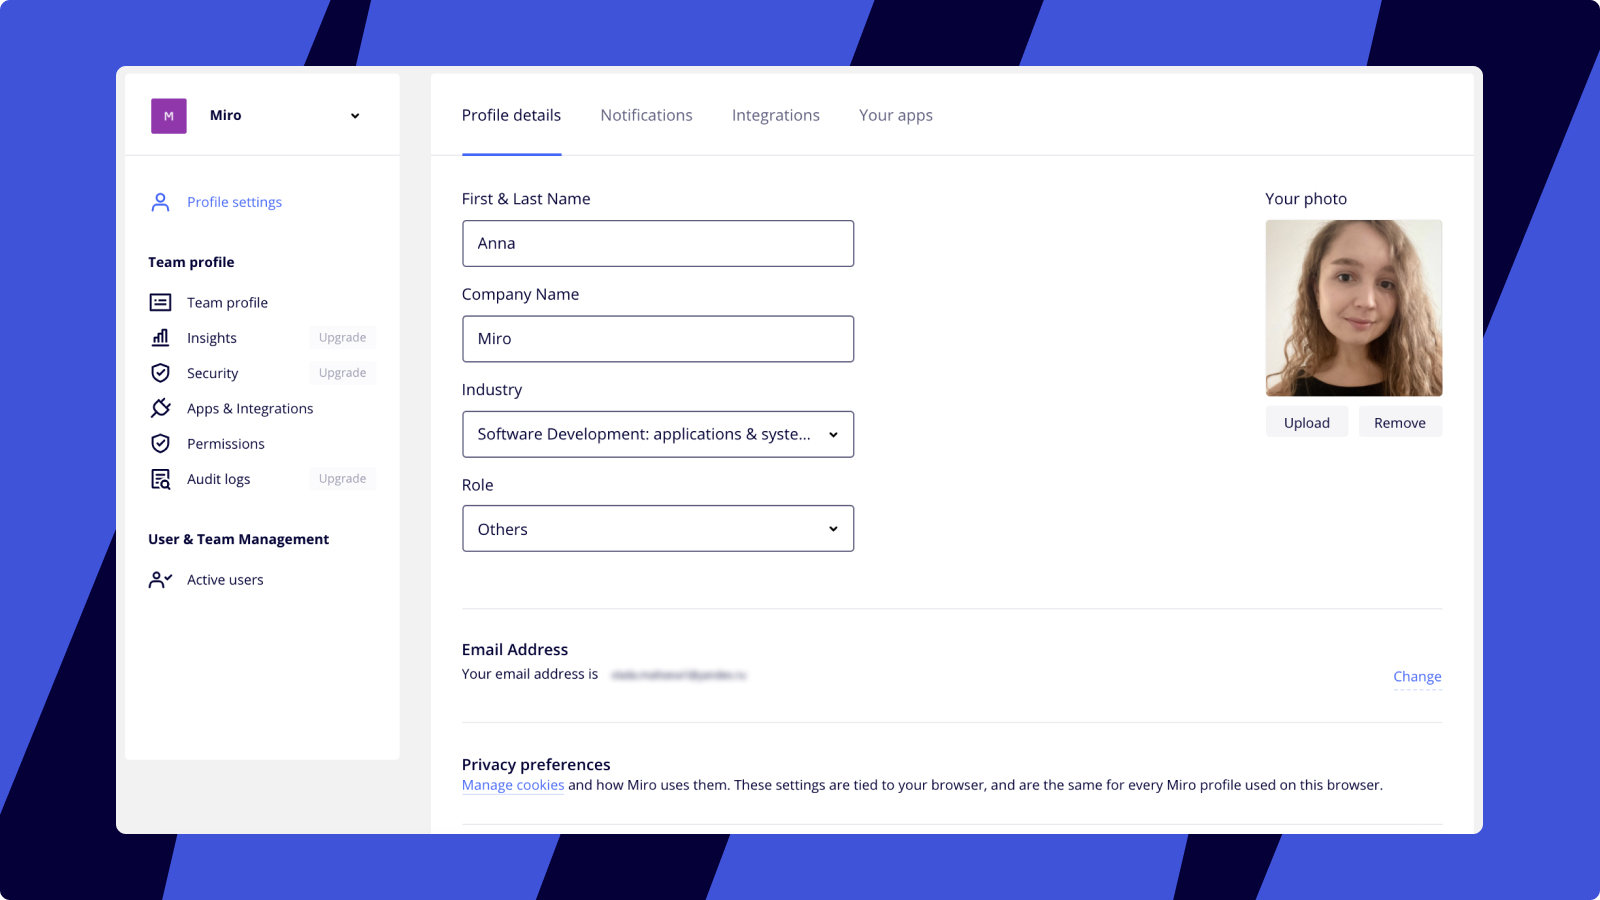 M Miro
Profile settings
Team profile
Team profile
Insights Upgrade
Security Upgrade
Apps & Integrations
Permissions
Audit logs Upgrade
User & Team Management
Active users
Profile details Notifications Integrations Your apps
First & Last Name
Anna
Company Name
Miro
Industry
Software Development: applications & syste...
Role
Others
Your photo
Upload Remove
Email Address
Your email address is
Change
Privacy preferences
Manage cookies and how Miro uses them. These settings are tied to your browser, and are the same for every Miro profile used on this browser.